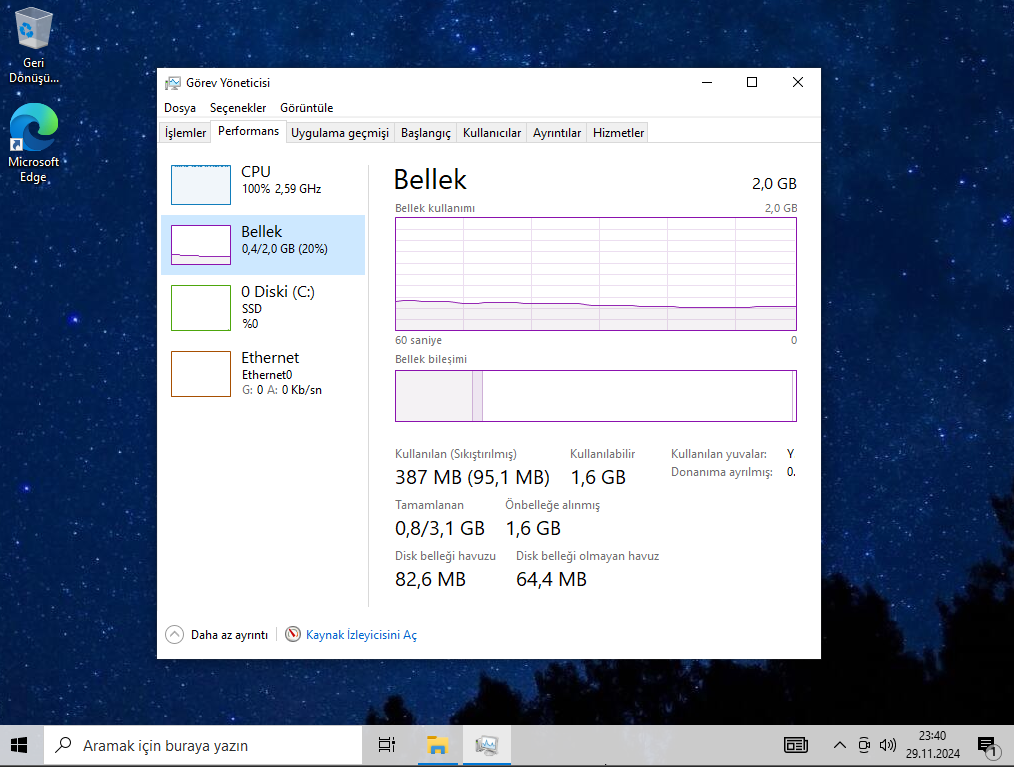 Geri
Dönüşü...
Microsoft
Edge
Görev Yöneticisi
Dosya Seçenekler Görüntüle
İşlemler Performans Uygulama geçmişi Başlangıç Kullanıcılar Ayrıntılar Hizmetler
CPU
100% 2,59 GHz
Bellek
0,4/2,0 GB (20%)
0 Diski (C:)
SSD
%0
Ethernet
Ethernet0
G: 0 A: 0 Kb/sn
Bellek 2,0 GB
Bellek kullanımı 2,0 GB
60 saniye 0
Bellek bileşimi
Kullanılan (Sıkıştırılmış) Kullanılabilir Kullanılan yuvalar: Y
387 MB (95,1 MB) 1,6 GB Donanıma ayrılmış: 0.
Tamamlanan Önbelleğe alınmış
0,8/3,1 GB 1,6 GB
Disk belleği havuzu Disk belleği olmayan havuz
82,6 MB 64,4 MB
Daha az ayrıntı Kaynak İzleyicisini Aç
Aramak için buraya yazın
23:40
29.11.2024
1